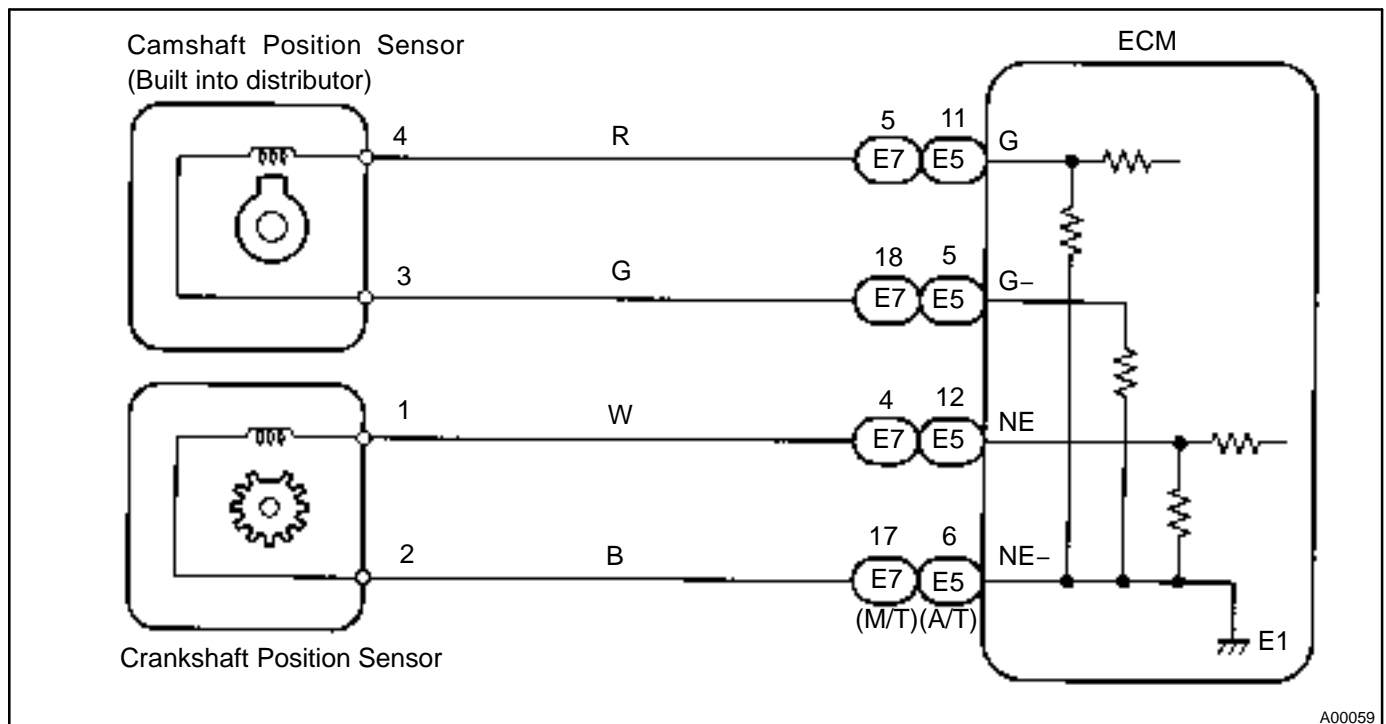 Camshaft Position Sensor
(Built into distributor)
ECM
4
R
5
11
E7
E5
G
3
G
18
5
E7
E5
G−
1
W
4
12
E7
E5
NE
2
B
17
6
E7
E5
NE−
(M/T)
(A/T)
E1
Crankshaft Position Sensor
A00059